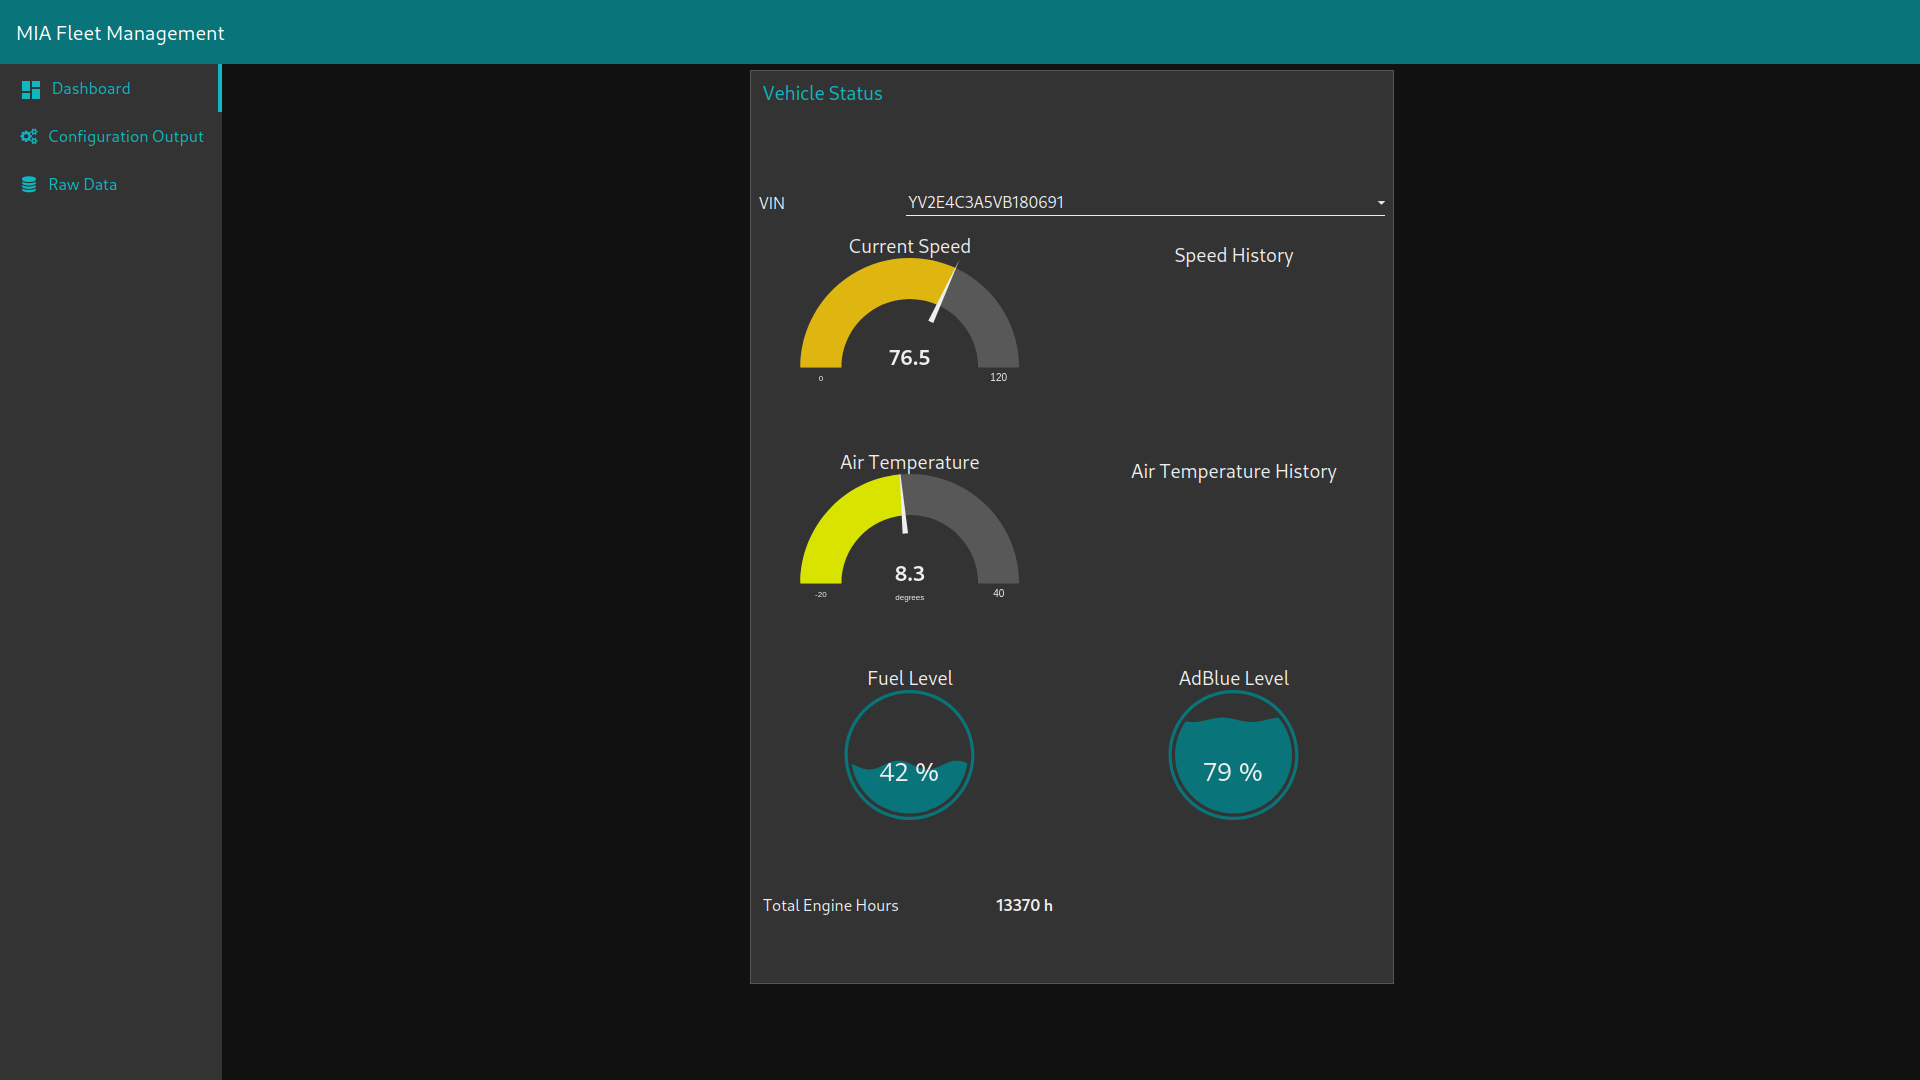 MIA Fleet Management
Dashboard
Configuration Output
Raw Data
Vehicle Status
VIN
YV2E4C3A5VB180691
Current Speed
76.5
0
120
Speed History
Air Temperature
8.3
degrees
-20
40
Air Temperature History
Fuel Level
42 %
AdBlue Level
79 %
Total Engine Hours
13370 h